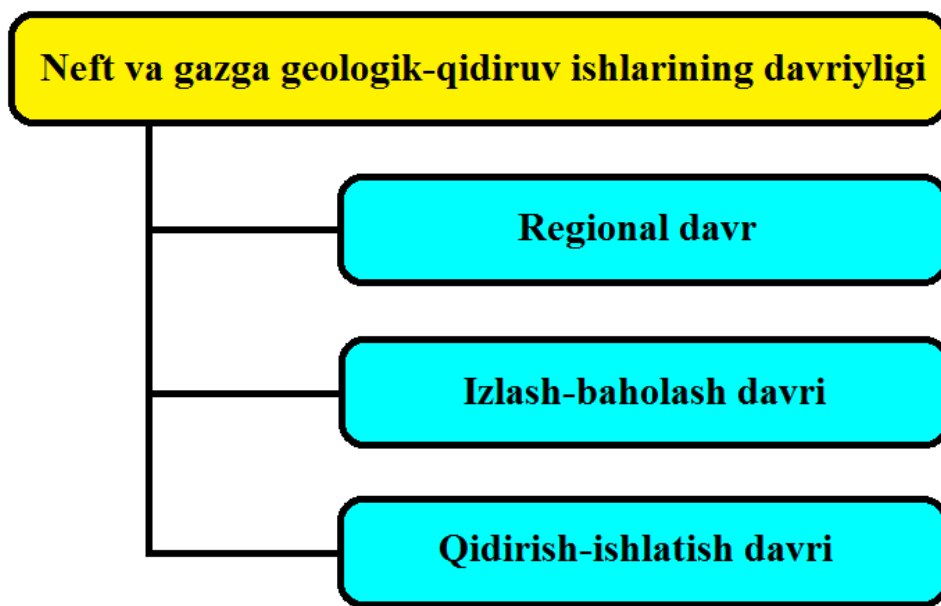 Neft va gazga geologik-qidiruv ishlarining davriyligi
Regional davr
Izlash-baholash davri
Qidirish-ishlatish davri